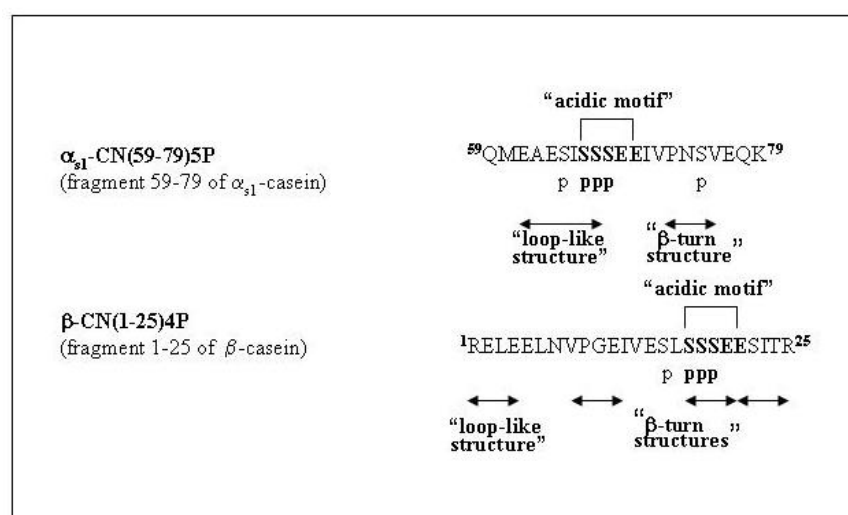 “acidic motif”
αs1-CN(59-79)5P
(fragment 59-79 of αs1-casein)
59QMEAESISSSEEIVPNSVEQK79
p ppp p
“loop-like structure”
“β-turn structure”
“acidic motif”
β-CN(1-25)4P
(fragment 1-25 of β-casein)
1RELEELNVPGEIVESLSSSEESITR25
p ppp
“loop-like structure”
“β-turn structures”